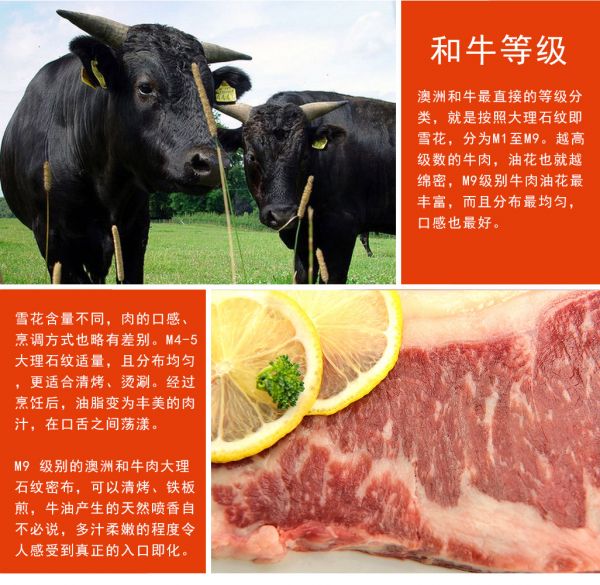 和牛等级
澳洲和牛最直接的等级分
类，就是按照大理石纹即
雪花，分为M1至M9。越高
级数的牛肉，油花也就越
绵密，M9级别牛肉油花最
丰富，而且分布最均匀，
口感也最好。
雪花含量不同，肉的口感、
烹调方式也略有差别。M4-5
大理石纹适量，且分布均匀
，更适合清烤、烫涮。经过
烹饪后，油脂变为丰美的肉
汁，在口舌之间荡漾。
M9 级别的澳洲和牛肉大理
石纹密布，可以清烤、铁板
煎，牛油产生的天然喷香自
不必说，多汁柔嫩的程度令
人感受到真正的入口即化。